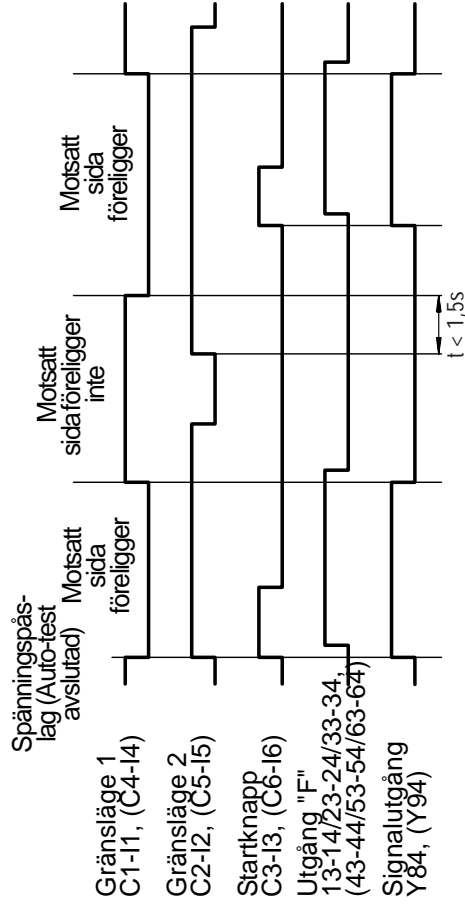 Spänningspås-
lag (Auto-test
avslutad)
Motsatt
sida
föreligger
Motsatt
sida föreligger
inte
Motsatt
sida
föreligger
Gränsläge 1
C1-I1, (C4-I4)
Gränsläge 2
C2-I2, (C5-I5)
Startknapp
C3-I3, (C6-I6)
Utgång "F"
13-14/23-24/33-34,
(43-44/53-54/63-64)
Signalutgång
Y84, (Y94)
t < 1,5s